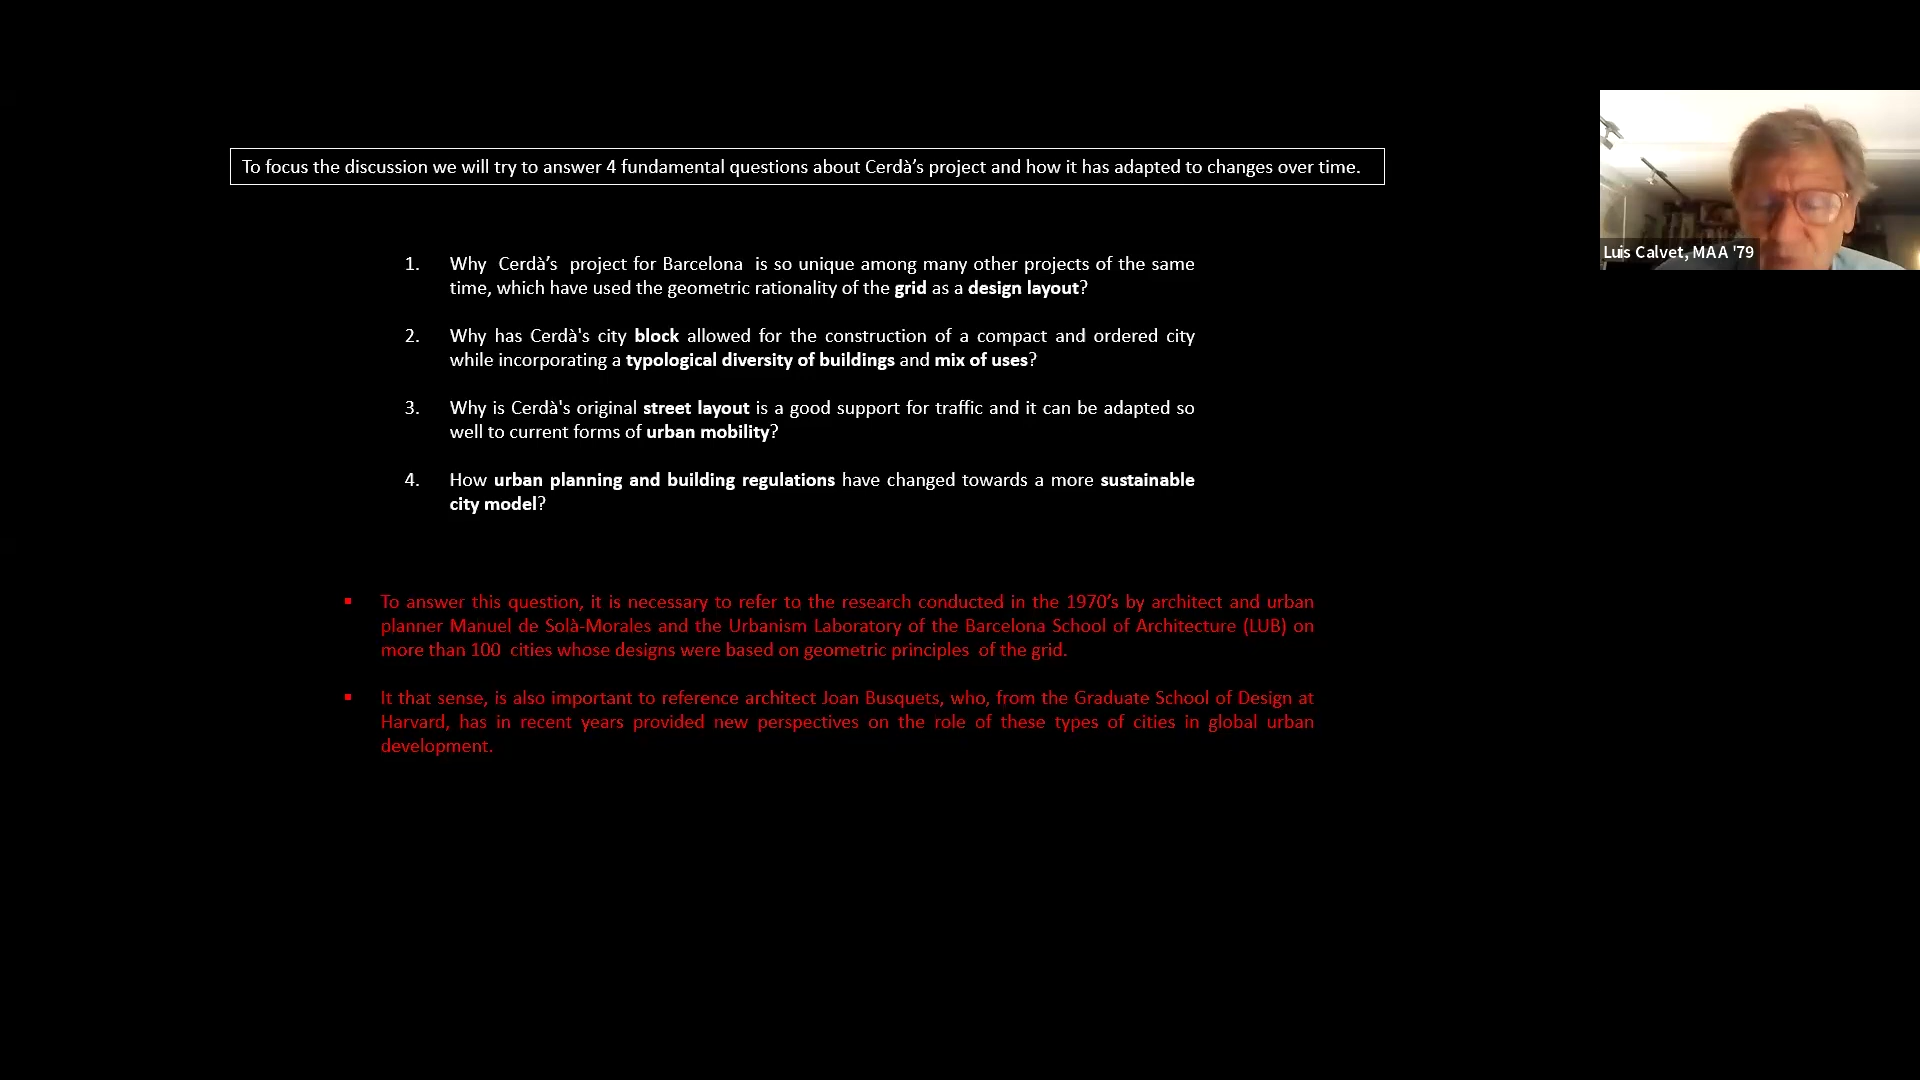 To focus the discussion we will try to answer 4 fundamental questions about Cerdà’s project and how it has adapted to changes over time.
Luis Calvet, MAA '79
1. Why Cerdà’s project for Barcelona is so unique among many other projects of the same
time, which have used the geometric rationality of the grid as a design layout?
2. Why has Cerdà's city block allowed for the construction of a compact and ordered city
while incorporating a typological diversity of buildings and mix of uses?
3. Why is Cerdà's original street layout is a good support for traffic and it can be adapted so
well to current forms of urban mobility?
4. How urban planning and building regulations have changed towards a more sustainable
city model?
▪ To answer this question, it is necessary to refer to the research conducted in the 1970’s by architect and urban
planner Manuel de Solà-Morales and the Urbanism Laboratory of the Barcelona School of Architecture (LUB) on
more than 100 cities whose designs were based on geometric principles of the grid.
▪ It that sense, is also important to reference architect Joan Busquets, who, from the Graduate School of Design at
Harvard, has in recent years provided new perspectives on the role of these types of cities in global urban
development.